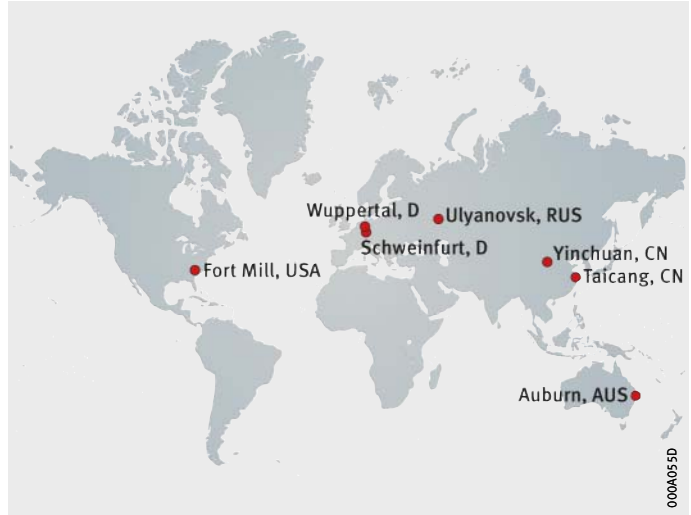 Wuppertal, D
Ulyanovsk, RUS
Schweinfurt, D
Yinchuan, CN
Fort Mill, USA
Taicang, CN
Auburn, AUS
000A055D